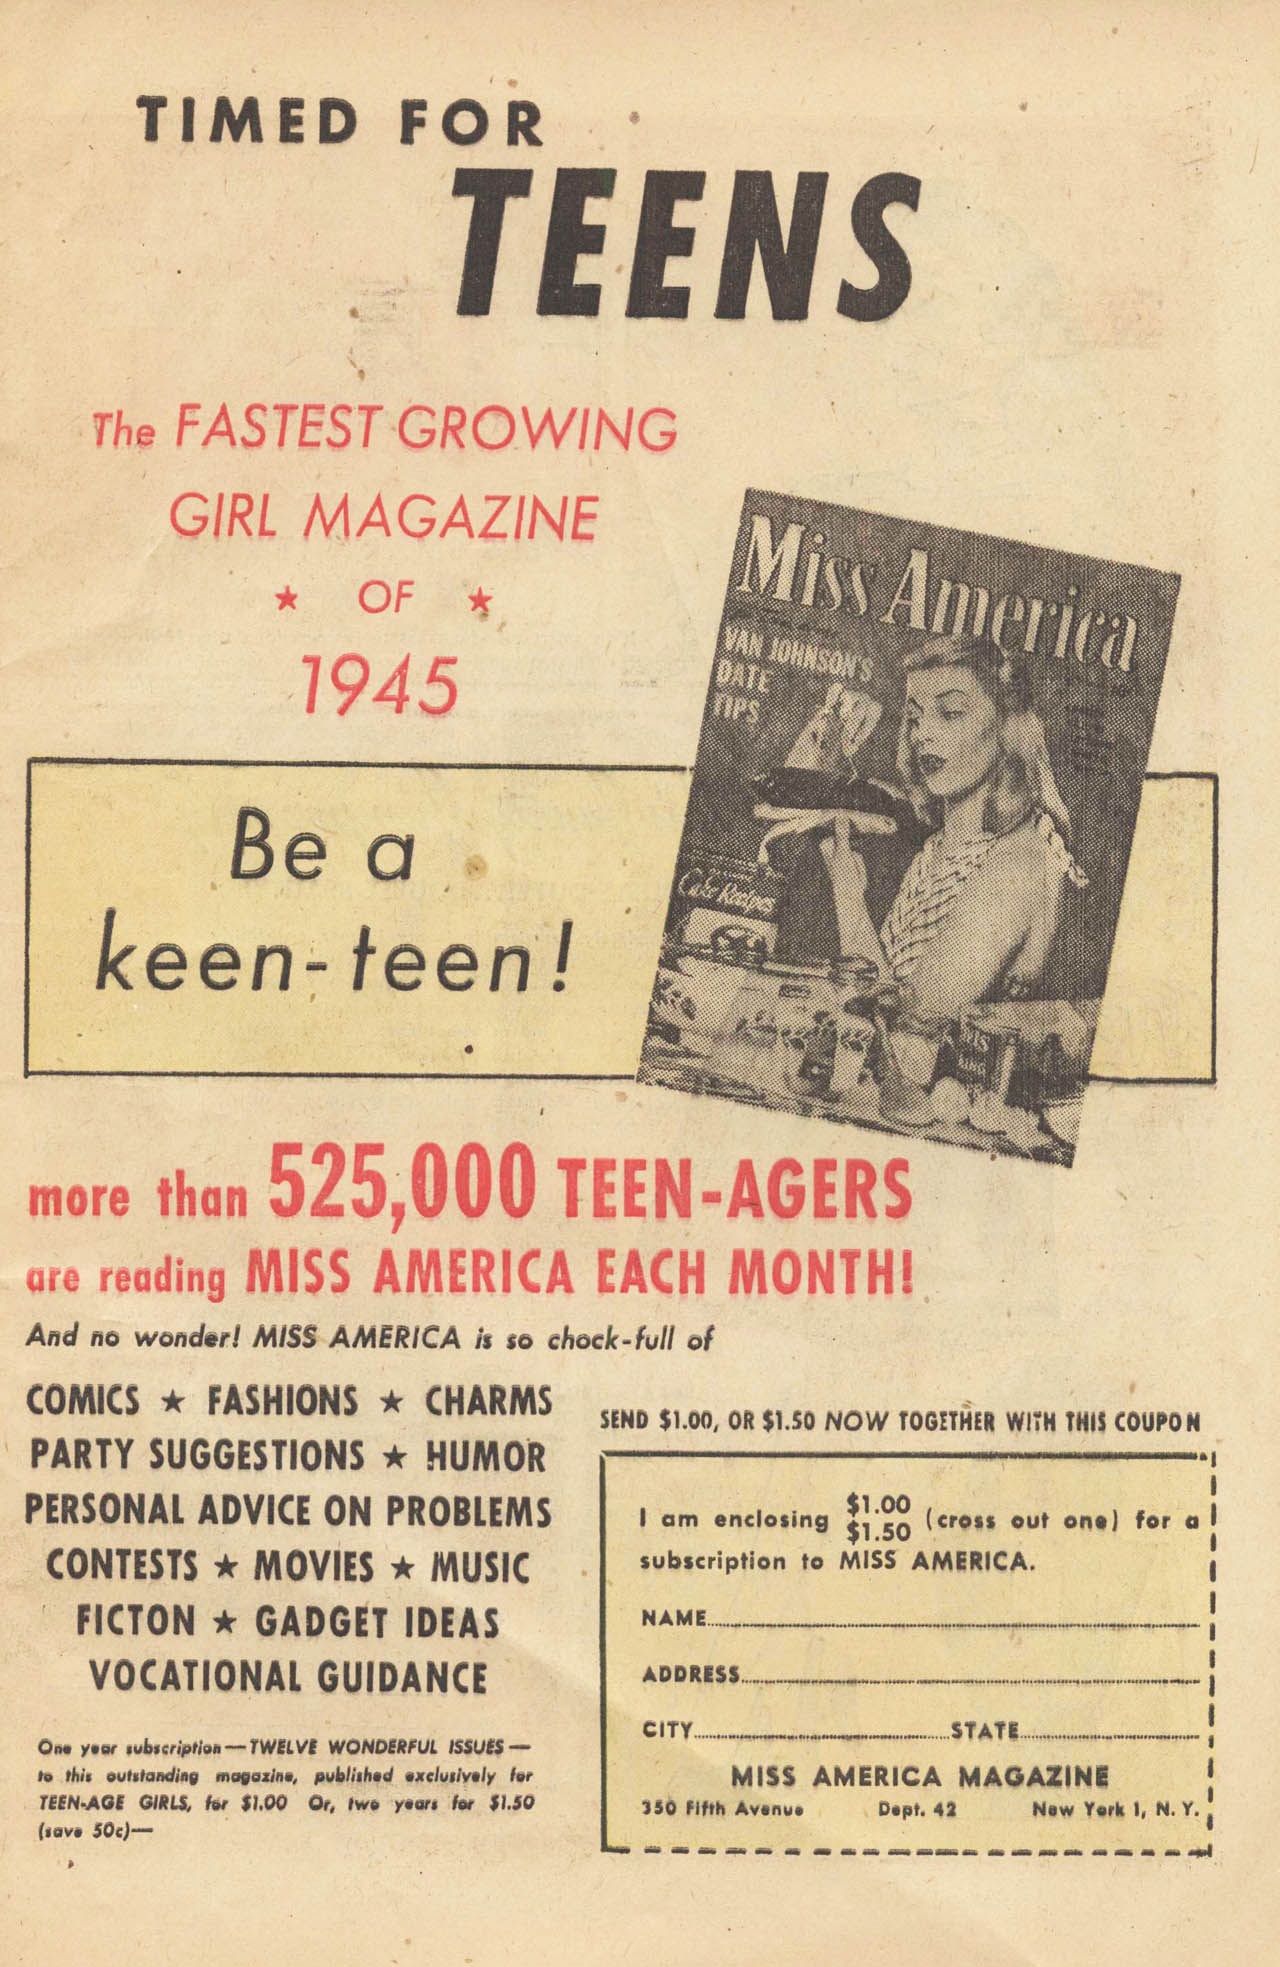 TIMED FOR
TEENS
The FASTEST GROWING
GIRL MAGAZINE
★ OF ★
1945
Miss America
VAN JOHNSON'S
DATE
TIPS
Cake Recipes
Be a
keen-teen!
more than 525,000 TEEN-AGERS
are reading MISS AMERICA EACH MONTH!
And no wonder! MISS AMERICA is so chock-full of
COMICS ★ FASHIONS ★ CHARMS
PARTY SUGGESTIONS ★ HUMOR
PERSONAL ADVICE ON PROBLEMS
CONTESTS ★ MOVIES ★ MUSIC
FICTON ★ GADGET IDEAS
VOCATIONAL GUIDANCE
One year subscription—TWELVE WONDERFUL ISSUES—
to this outstanding magazine, published exclusively for
TEEN-AGE GIRLS, for $1.00 Or, two years for $1.50
(save 50c)—
SEND $1.00, OR $1.50 NOW TOGETHER WITH THIS COUPON
I am enclosing $1.00 $1.50 (cross out one) for a
subscription to MISS AMERICA.
NAME
ADDRESS
CITY STATE
MISS AMERICA MAGAZINE
350 Fifth Avenue Dept. 42 New York 1, N. Y.